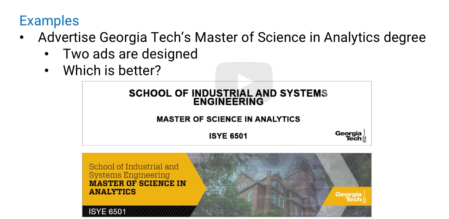 Examples
• Advertise Georgia Tech's Master of Science in Analytics degree
• Two ads are designed
• Which is better?
SCHOOL OF INDUSTRIAL AND SYSTEMS
ENGINEERING
MASTER OF SCIENCE IN ANALYTICS
ISYE 6501
Georgia
Tech
School of Industrial and
Systems Engineering
MASTER OF SCIENCE IN
ANALYTICS
ISYE 6501
Georgia
Tech